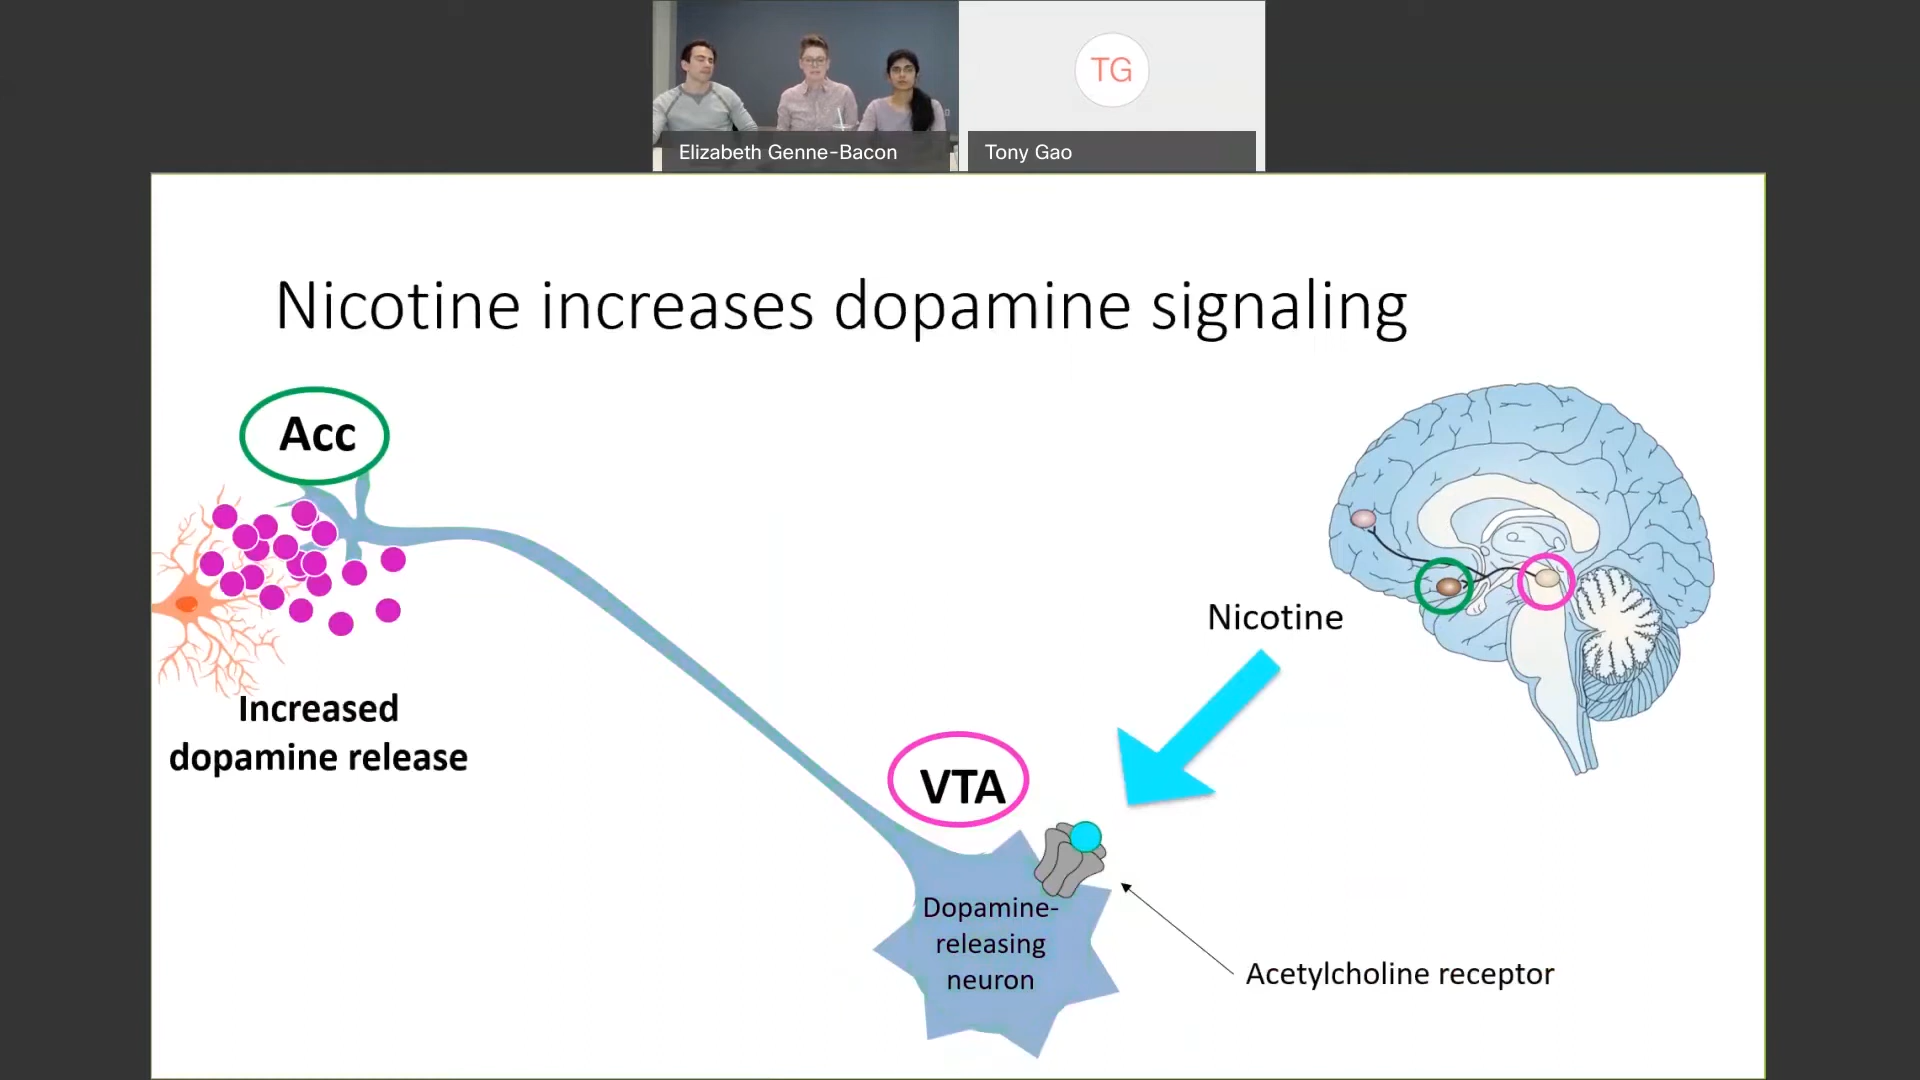 TG
Elizabeth Genne-Bacon
Tony Gao
Nicotine increases dopamine signaling
Acc
Increased
dopamine release
Nicotine
VTA
Dopamine-
releasing
neuron
Acetylcholine receptor